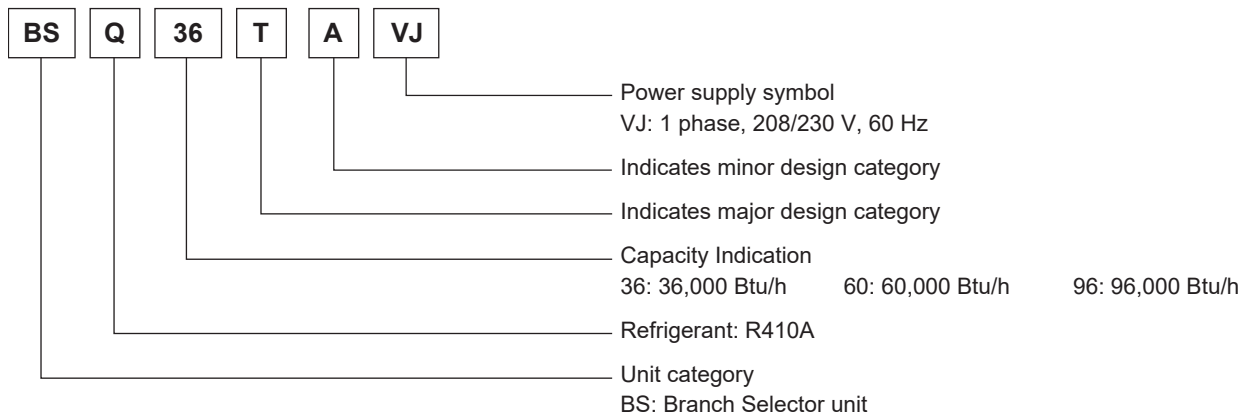 BS Q 36 T A VJ
Power supply symbol
VJ: 1 phase, 208/230 V, 60 Hz
Indicates minor design category
Indicates major design category
Capacity Indication
36: 36,000 Btu/h 60: 60,000 Btu/h 96: 96,000 Btu/h
Refrigerant: R410A
Unit category
BS: Branch Selector unit